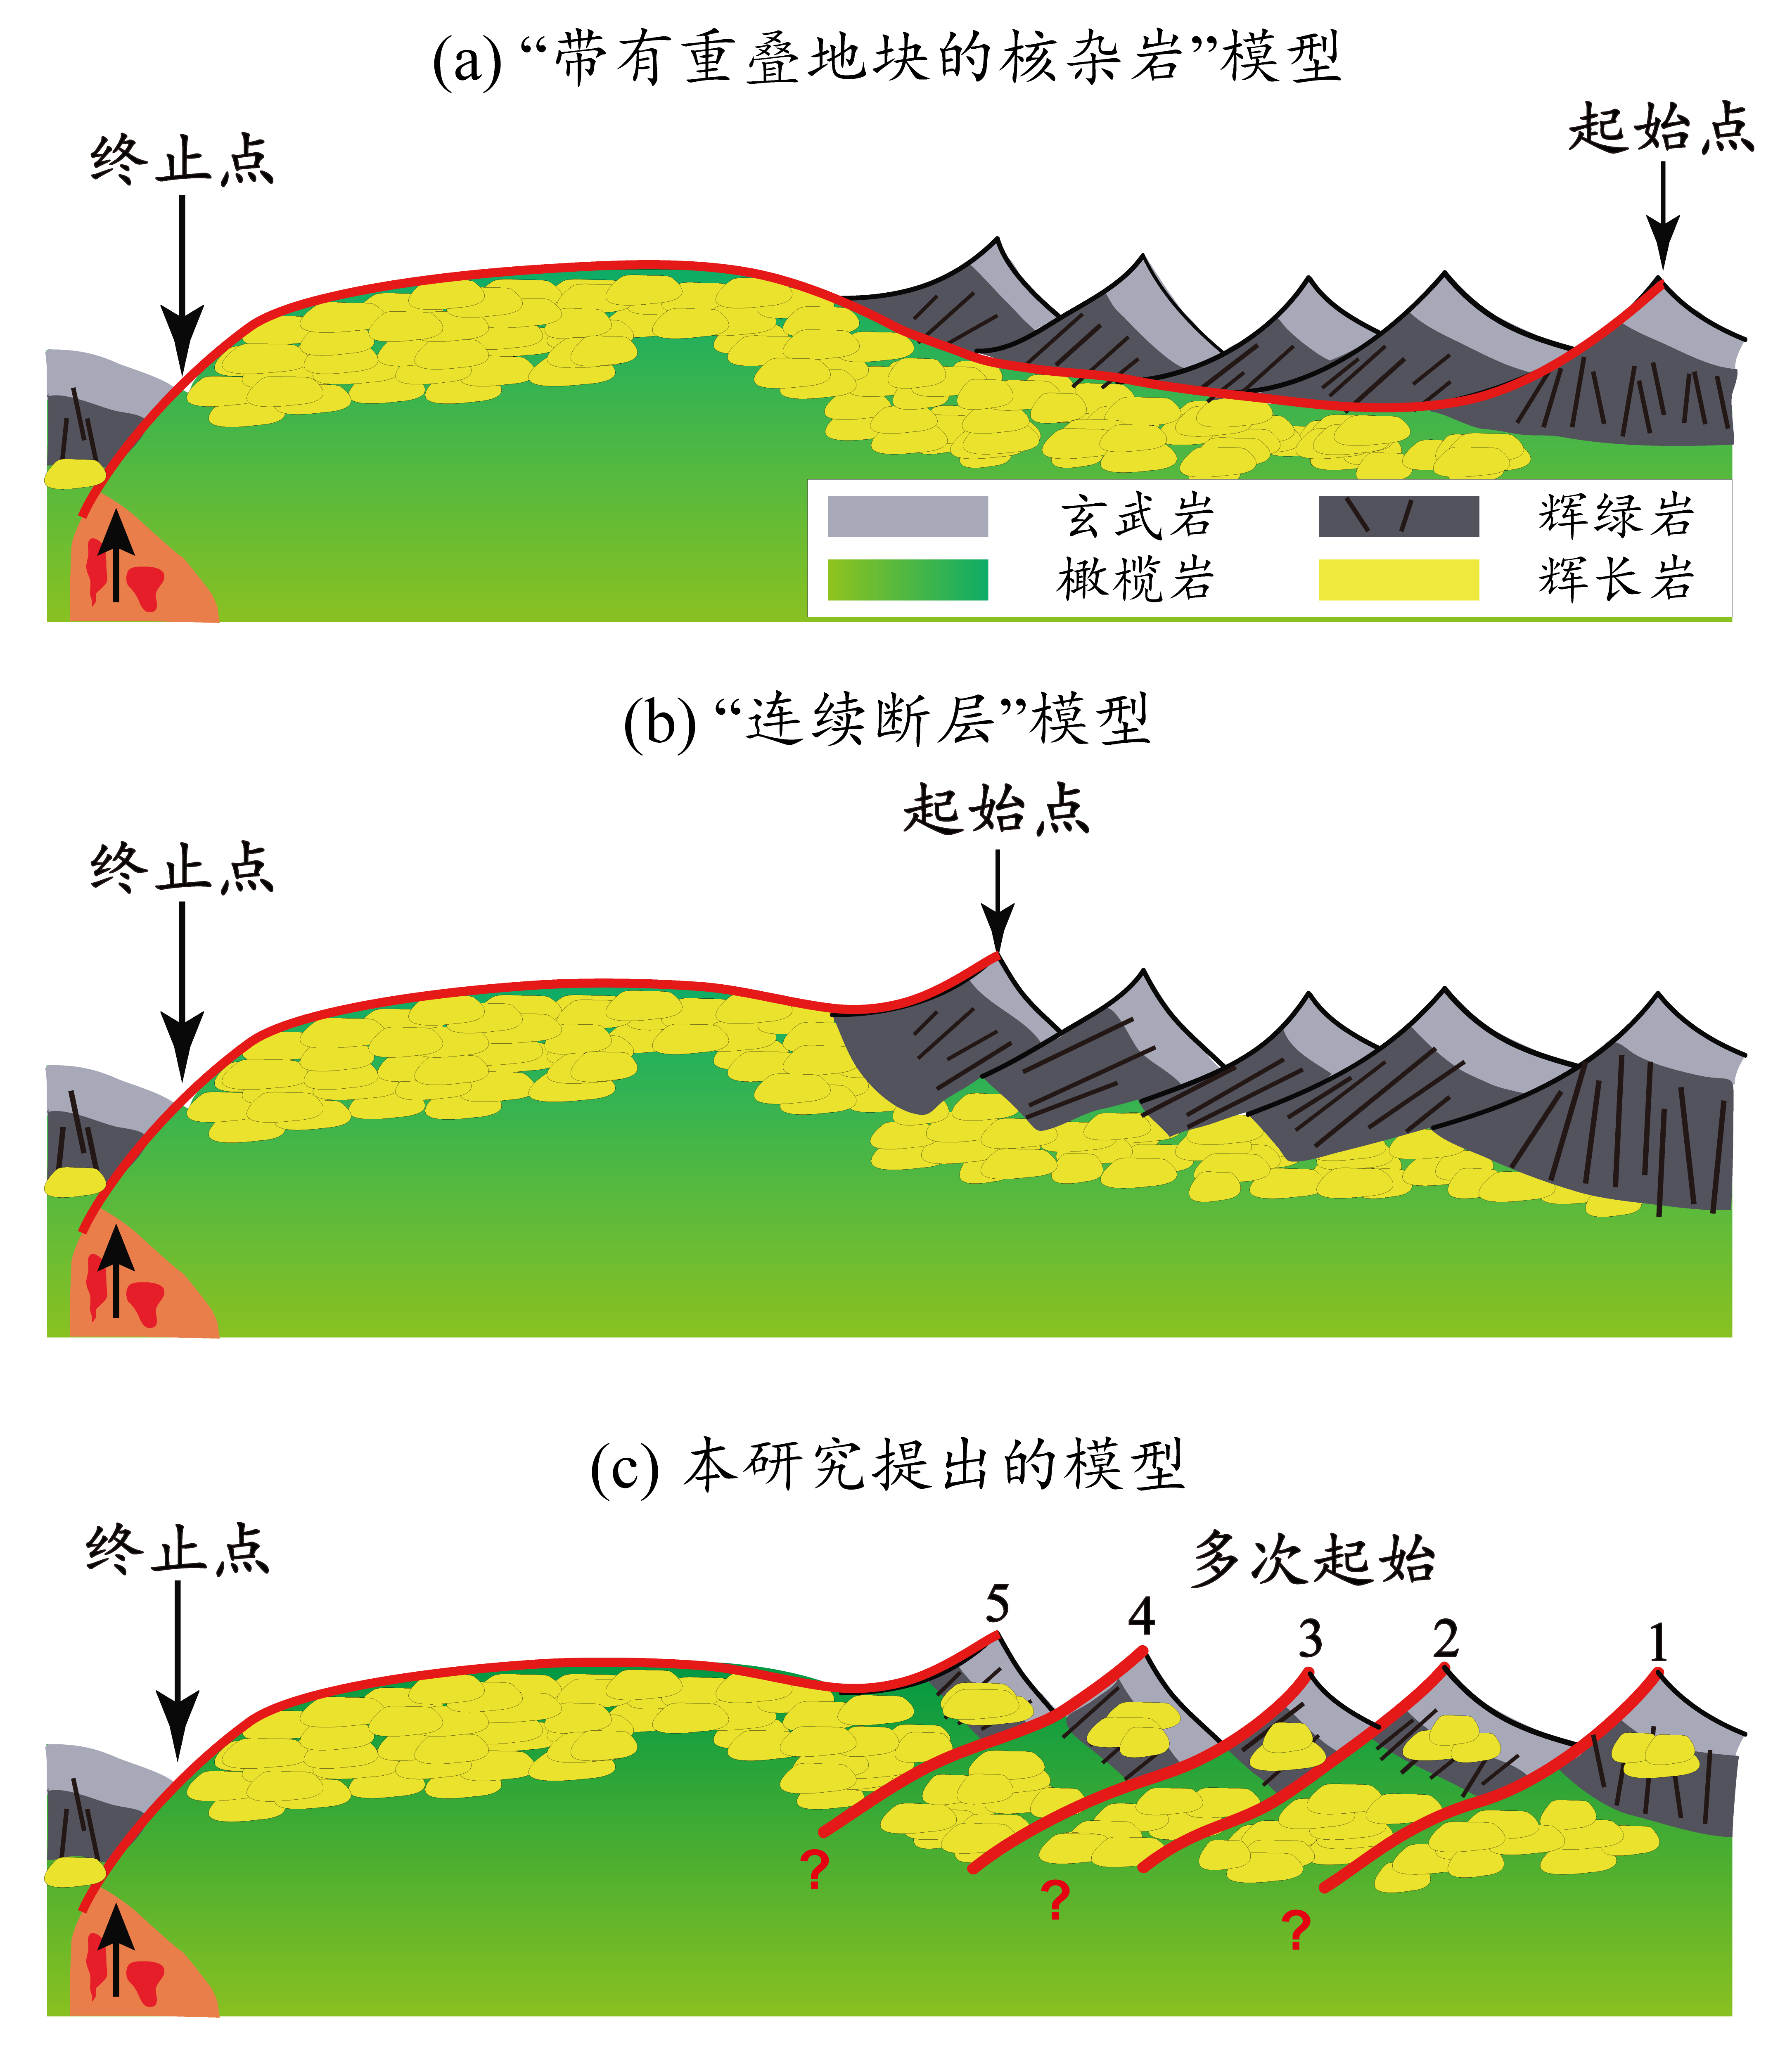 (a) “带有重叠地块的核杂岩”模型
起始点
终止点
玄武岩 辉绿岩
橄榄岩 辉长岩
(b) “连续断层”模型
起始点
终止点
(c) 本研究提出的模型
终止点
多次起始
5 4 3 2 1
?
?
?